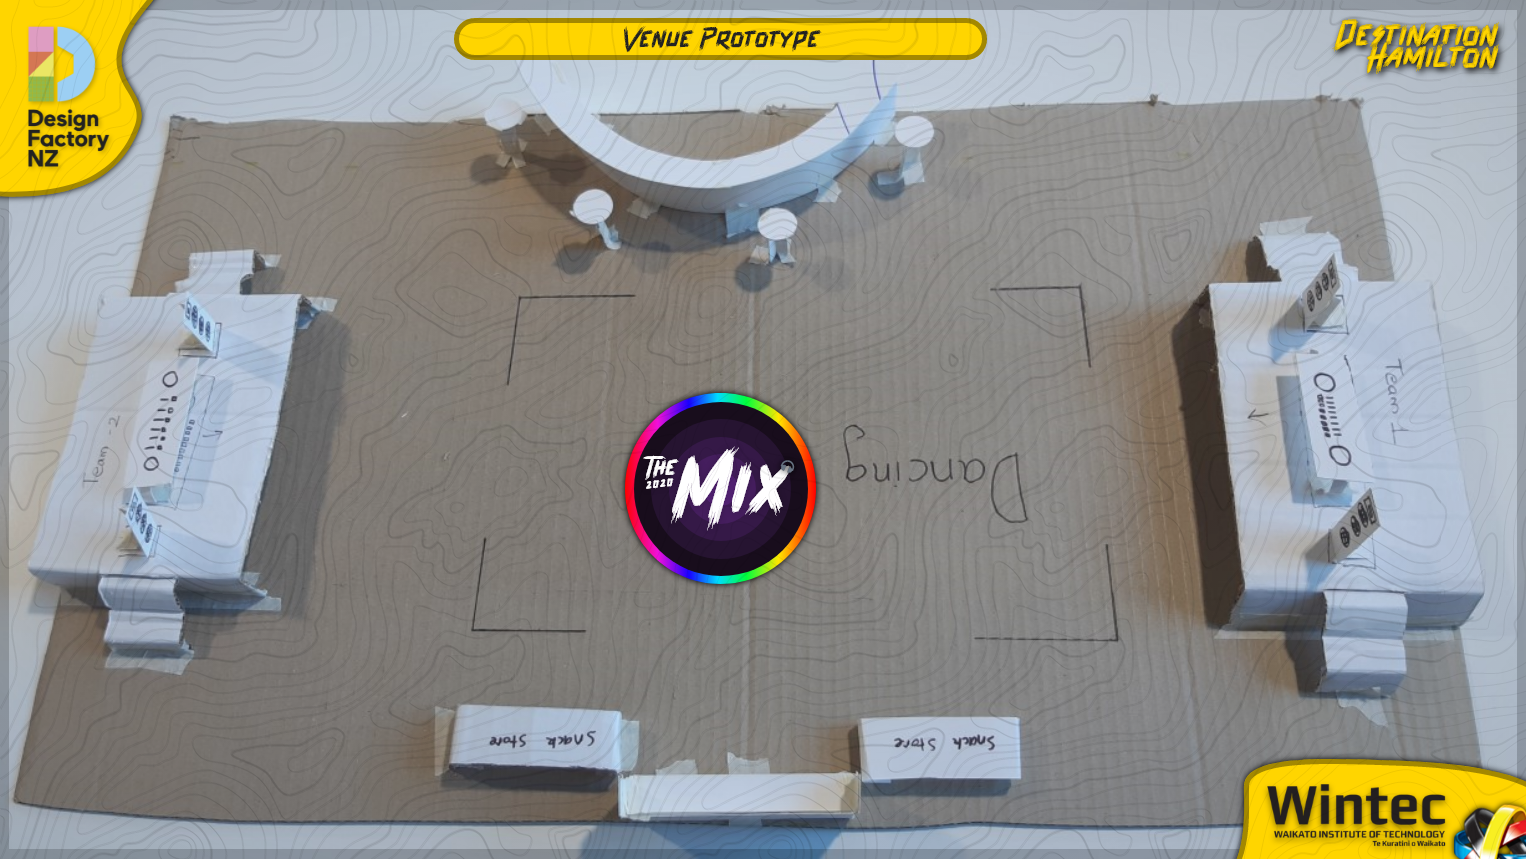 Venue Prototype
Destination
Hamilton
Design
Factory
NZ
Team 1
Team - 2
The
2020
Mix
Dancing
Snack Store
Snack Store
Wintec
WAIKATO INSTITUTE OF TECHNOLOGY
Te Kuratini o Waikato